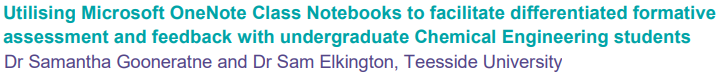 Utilising Microsoft OneNote Class Notebooks to facilitate differentiated formative
assessment and feedback with undergraduate Chemical Engineering students
Dr Samantha Gooneratne and Dr Sam Elkington, Teesside University